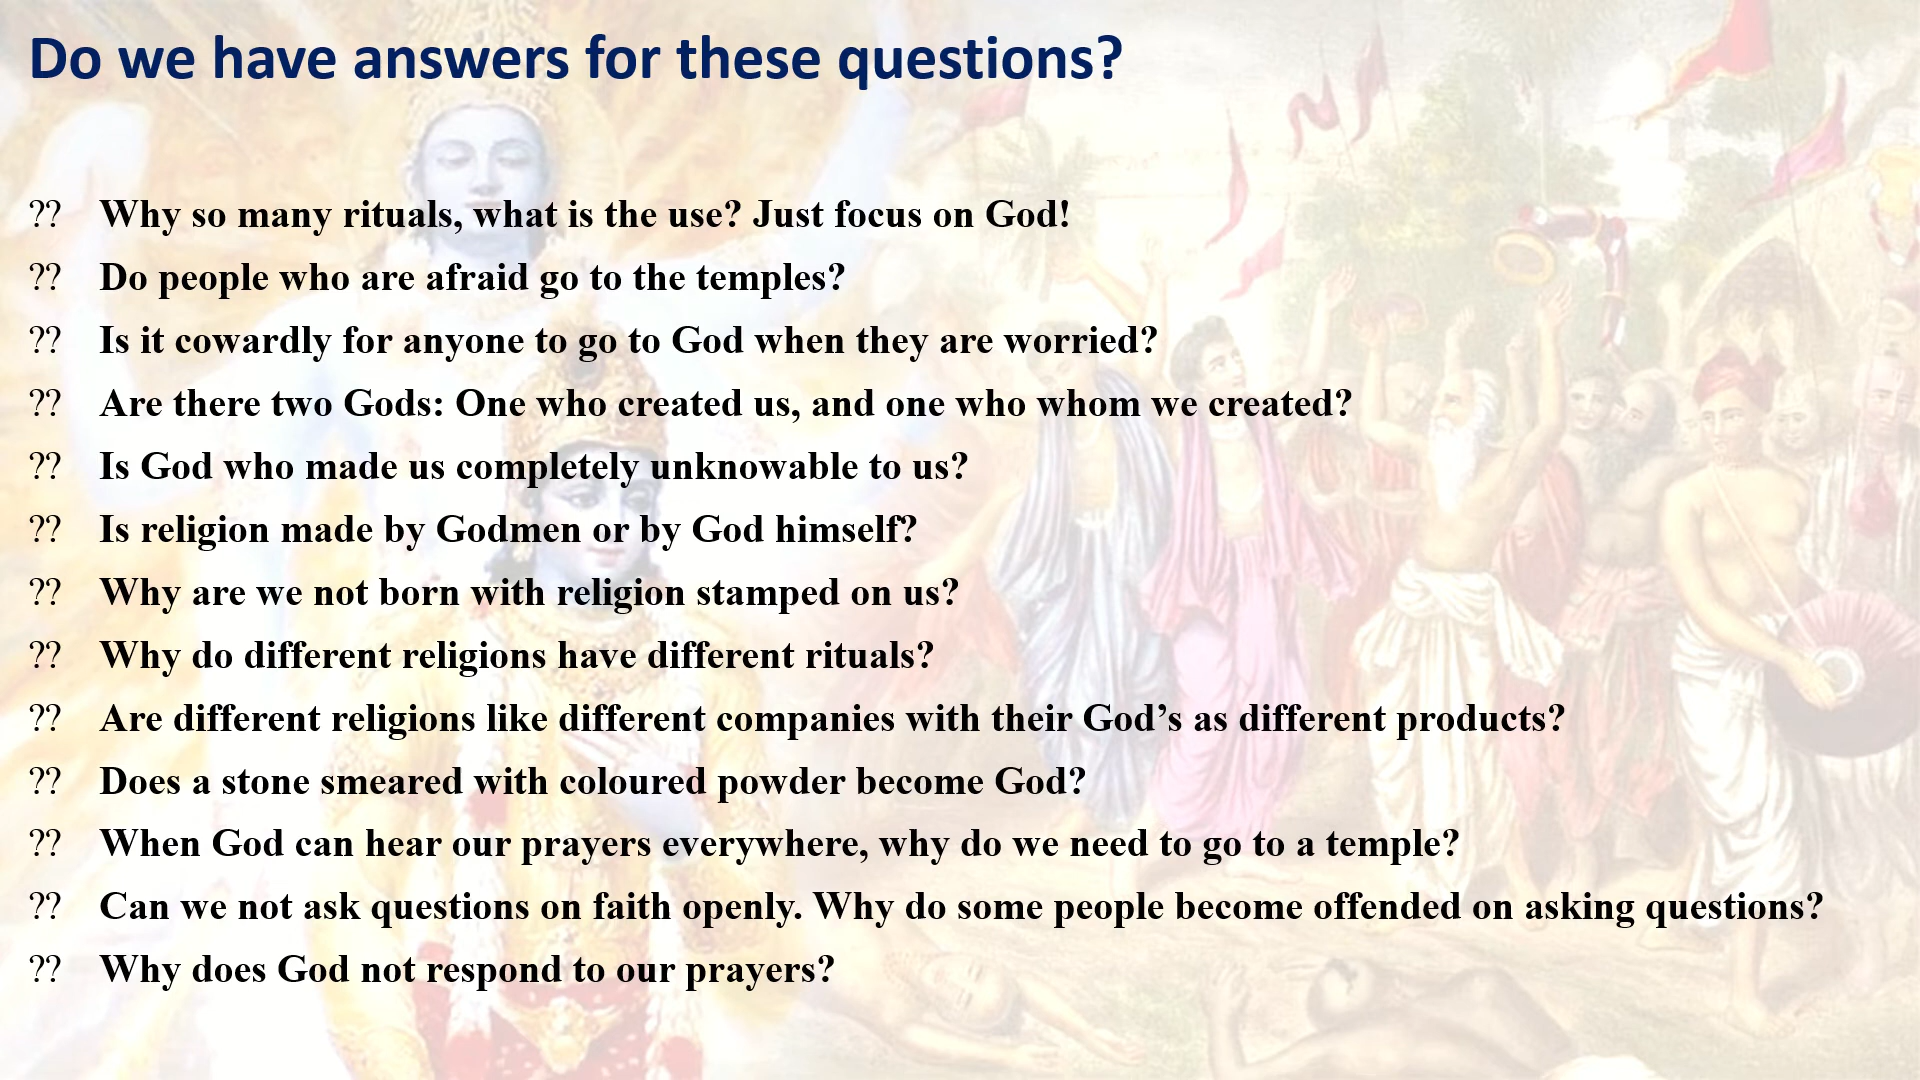 Do we have answers for these questions?
?? Why so many rituals, what is the use? Just focus on God!
?? Do people who are afraid go to the temples?
?? Is it cowardly for anyone to go to God when they are worried?
?? Are there two Gods: One who created us, and one who whom we created?
?? Is God who made us completely unknowable to us?
?? Is religion made by Godmen or by God himself?
?? Why are we not born with religion stamped on us?
?? Why do different religions have different rituals?
?? Are different religions like different companies with their God’s as different products?
?? Does a stone smeared with coloured powder become God?
?? When God can hear our prayers everywhere, why do we need to go to a temple?
?? Can we not ask questions on faith openly. Why do some people become offended on asking questions?
?? Why does God not respond to our prayers?